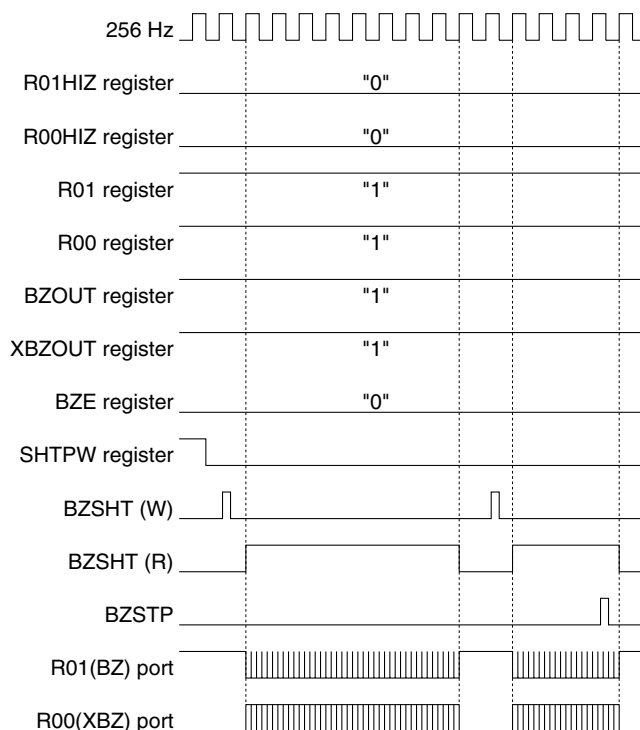 256 Hz
R01HIZ register "0"
R00HIZ register "0"
R01 register "1"
R00 register "1"
BZOUT register "1"
XBZOUT register "1"
BZE register "0"
SHTPW register
BZSHT (W)
BZSHT (R)
BZSTP
R01(BZ) port
R00(XBZ) port